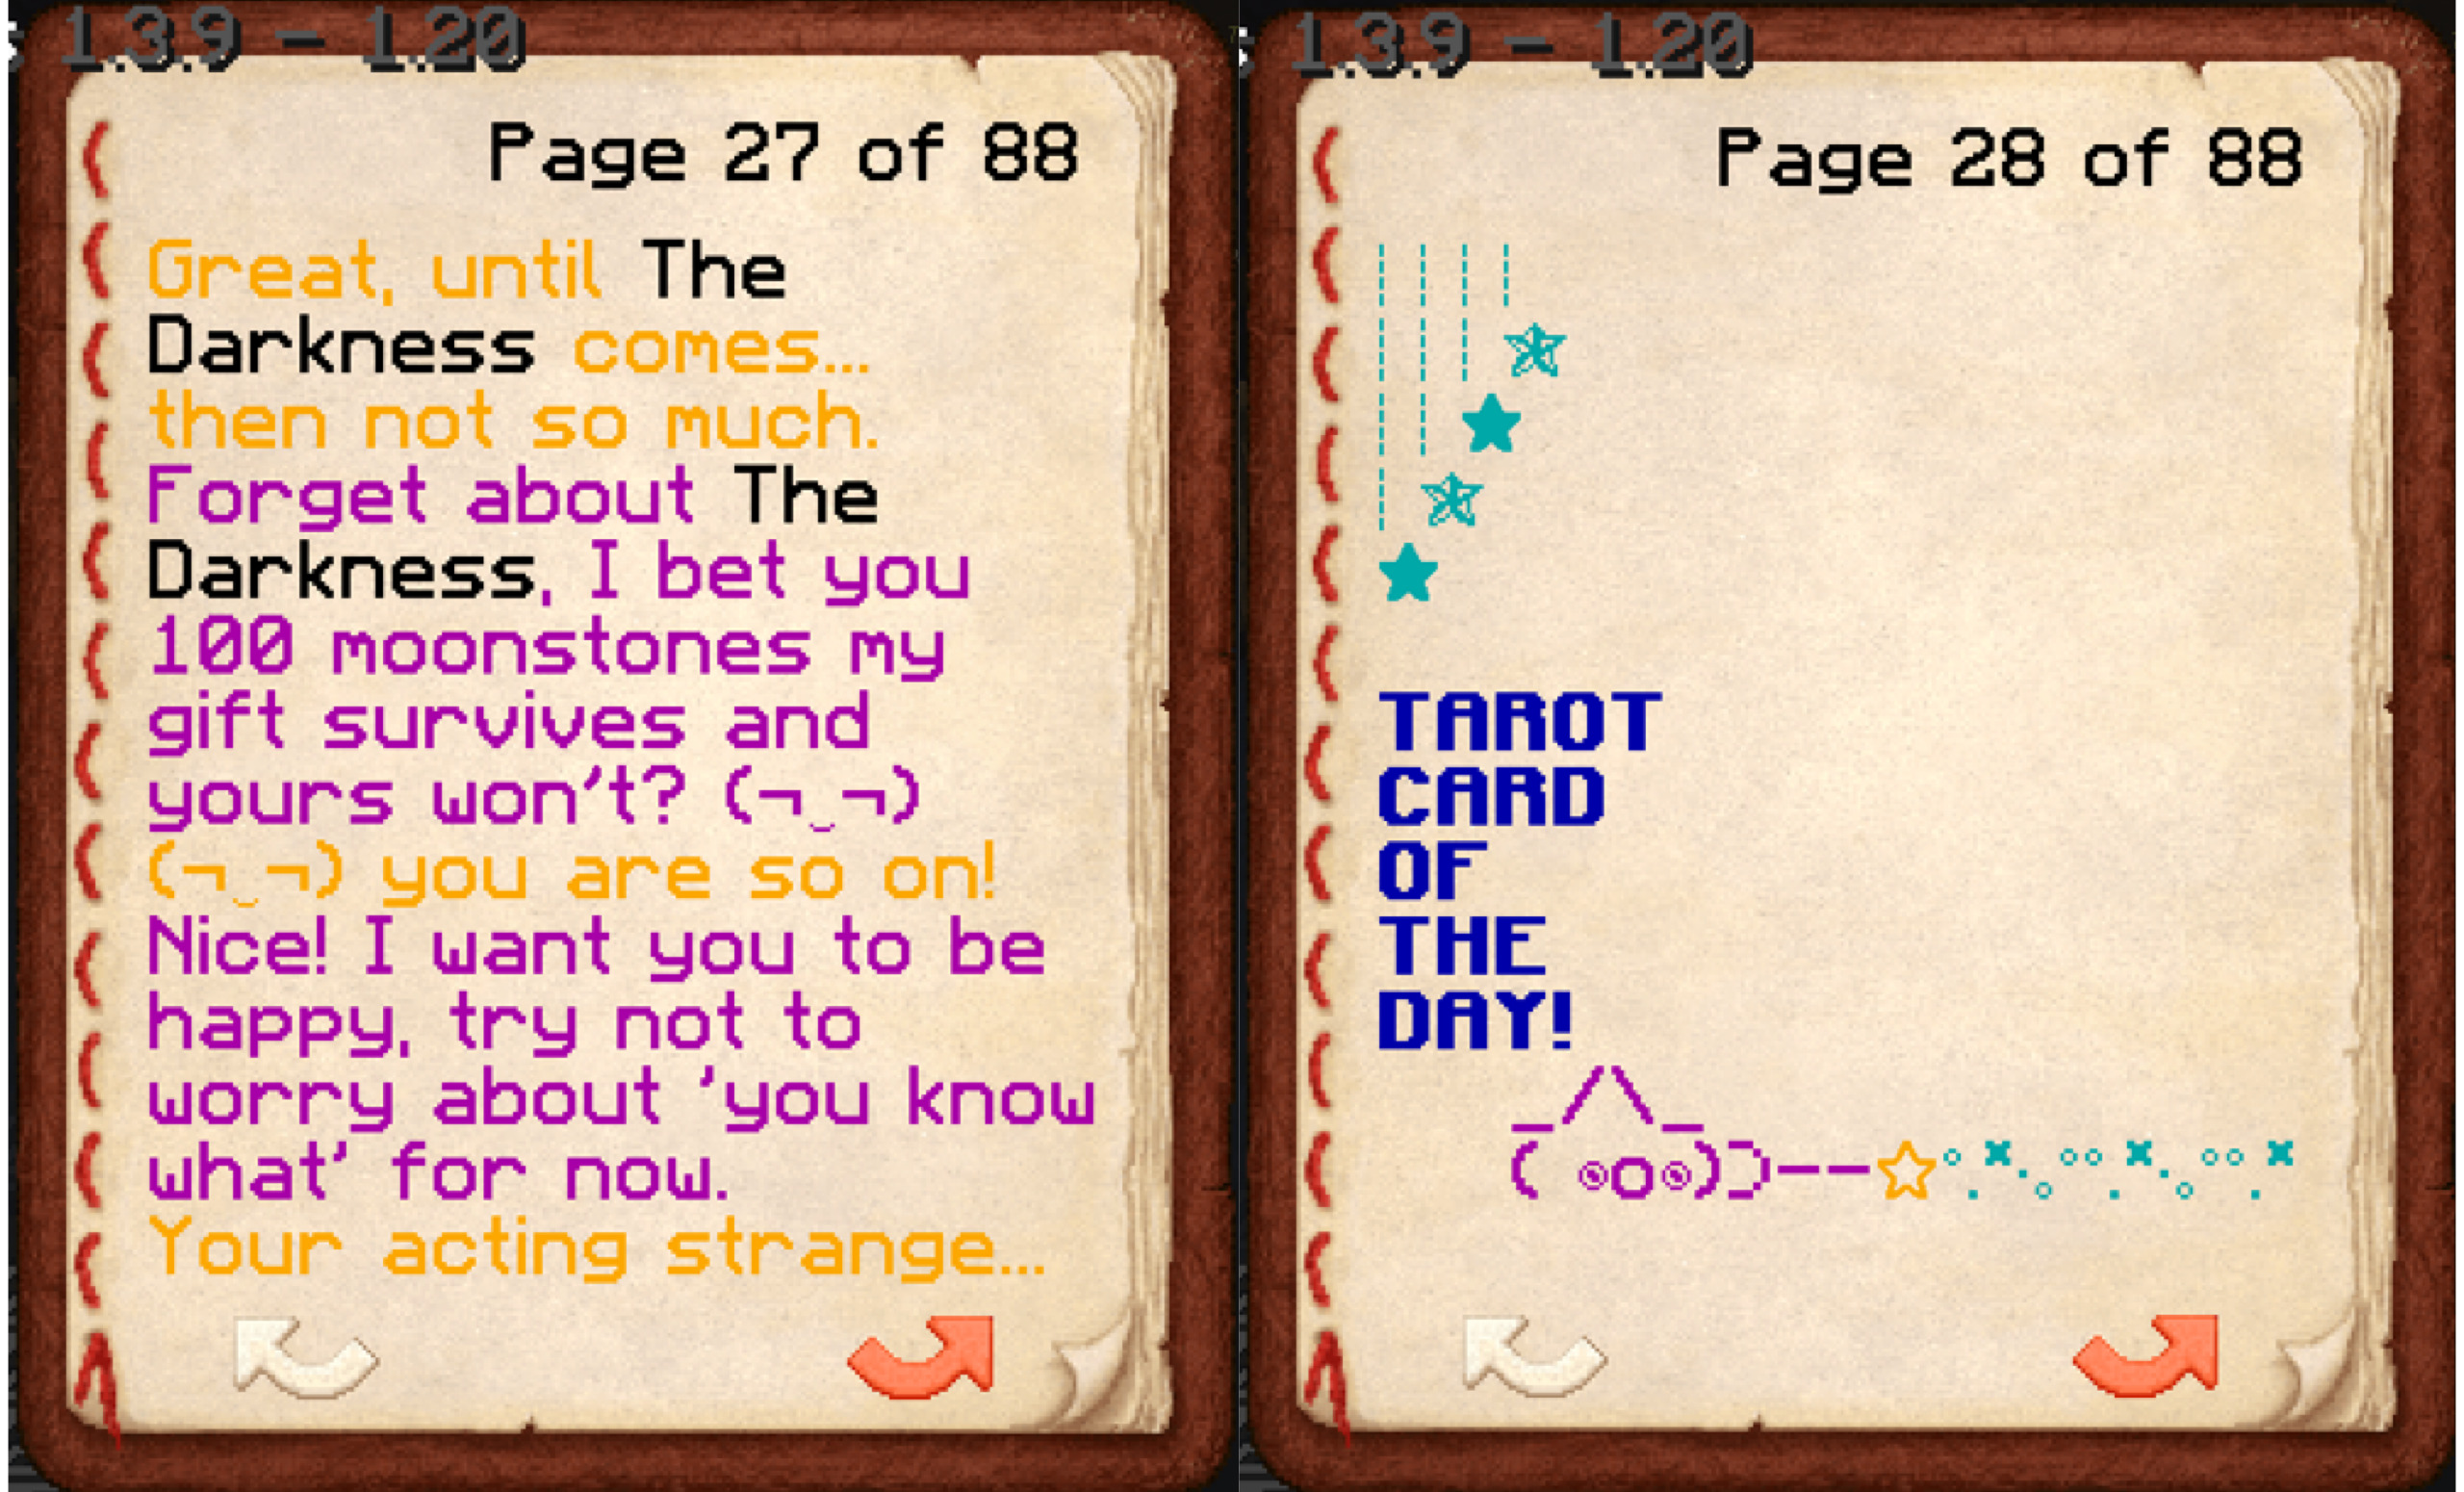 1.3.9 - 1.20
Page 27 of 88
Great, until The
Darkness comes...
then not so much.
Forget about The
Darkness, I bet you
100 moonstones my
gift survives and
yours won't? (¬‿¬)
(¬‿¬) you are so on!
Nice! I want you to be
happy, try not to
worry about 'you know
what' for now.
Your acting strange...
1.3.9 - 1.20
Page 28 of 88
TAROT
CARD
OF
THE
DAY!